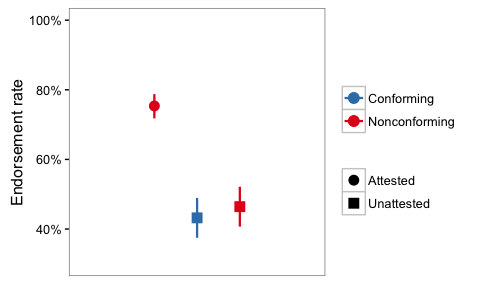 100%
80%
60%
40%
Endorsement rate
Conforming
Nonconforming
Attested
Unattested